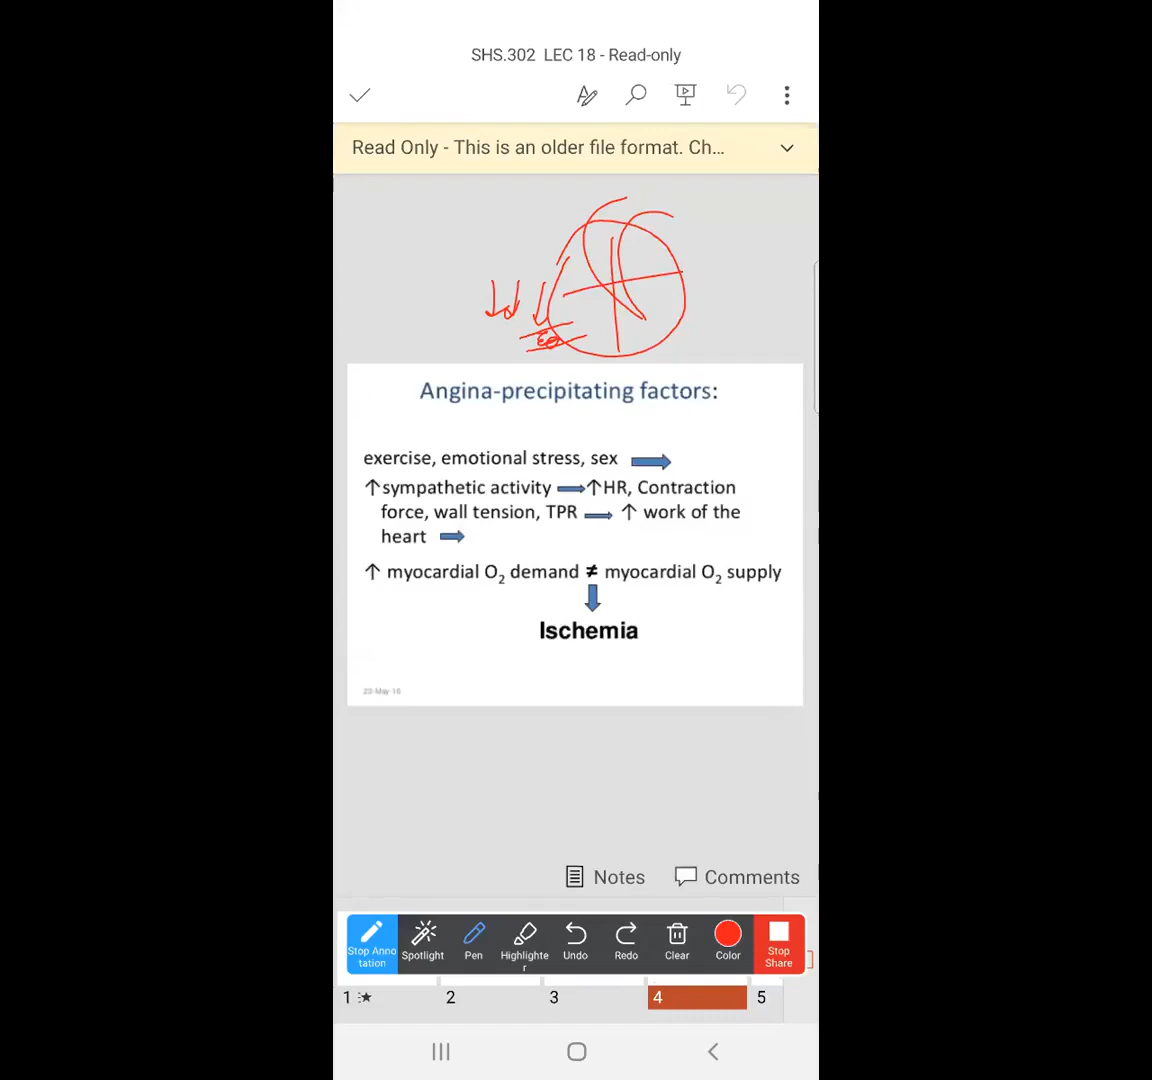 SHS.302 LEC 18 - Read-only
Read Only - This is an older file format. Ch...
Angina-precipitating factors:
exercise, emotional stress, sex
↑sympathetic activity → ↑HR, Contraction
force, wall tension, TPR → ↑ work of the
heart →
↑ myocardial O₂ demand ≠ myocardial O₂ supply
Ischemia
Notes Comments
Stop Anno
tation
Spotlight
Pen
Highlighte
r
Undo
Redo
Clear
Color
Stop
Share
1 2 3 4 5